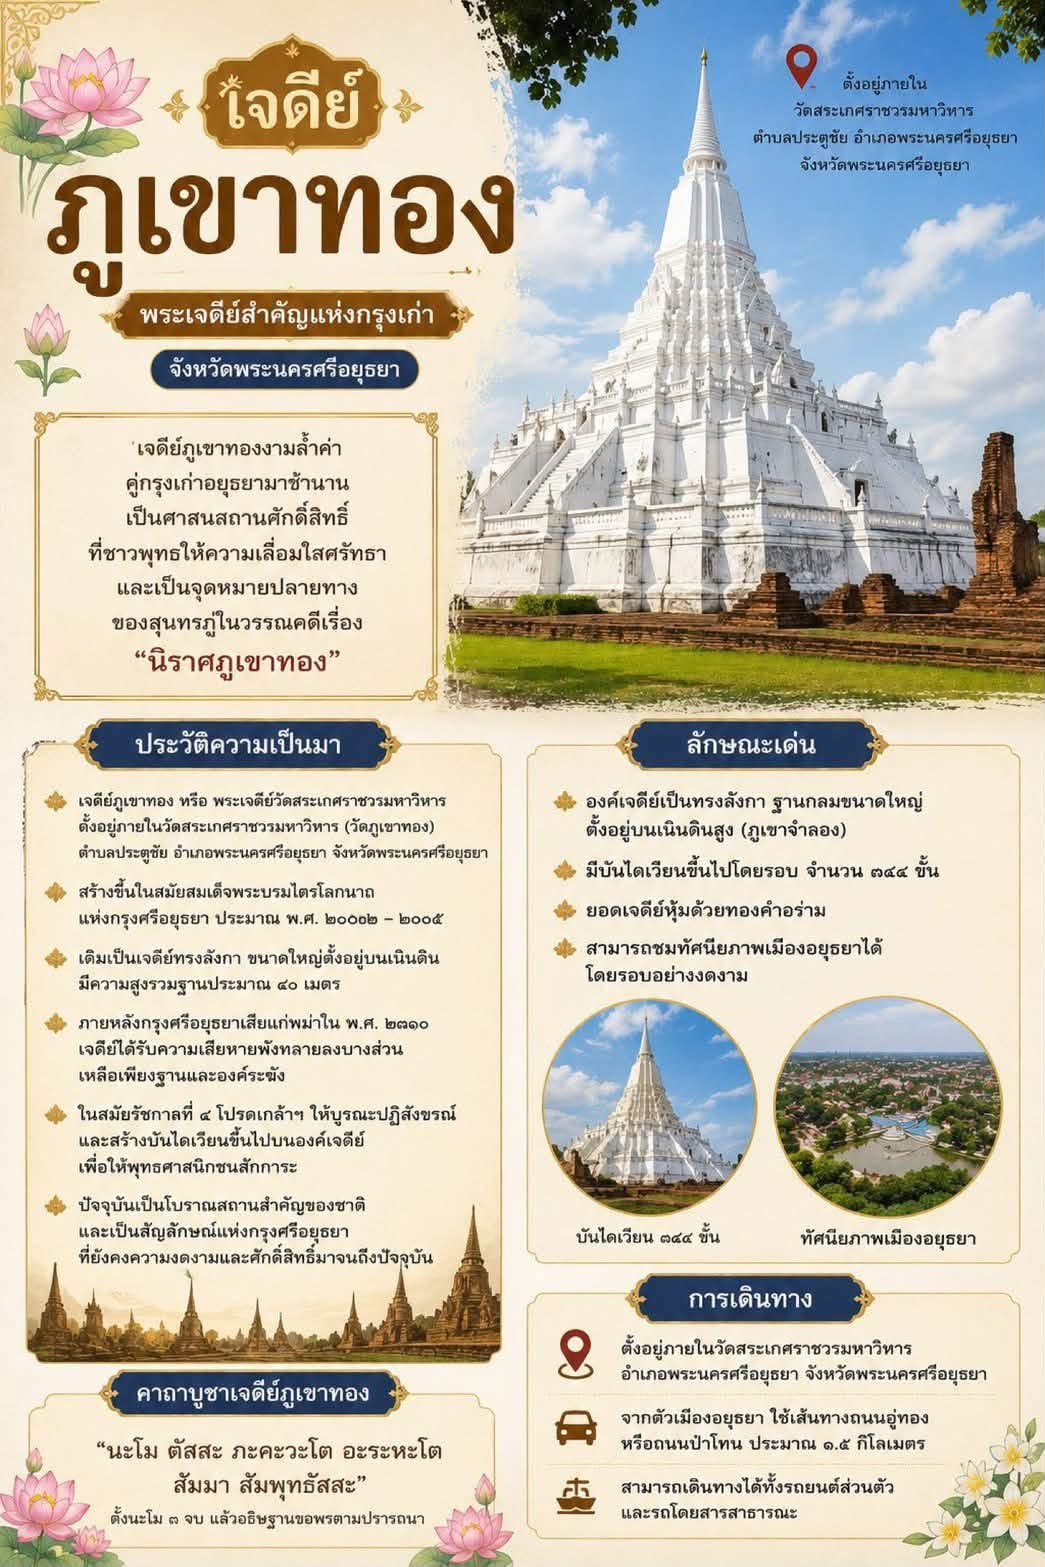 เจดีย์
ภูเขาทอง
พระเจดีย์สำคัญแห่งกรุงเก่า
จังหวัดพระนครศรีอยุธยา
ตั้งอยู่ภายใน
วัดสระเกศราชวรมหาวิหาร
ตำบลประตูชัย อำเภอพระนครศรีอยุธยา
จังหวัดพระนครศรีอยุธยา
เจดีย์ภูเขาทองงามล้ำค่า
คู่กรุงเก่าอยุธยามาช้านาน
เป็นศาสนสถานศักดิ์สิทธิ์
ที่ชาวพุทธให้ความเลื่อมใสศรัทธา
และเป็นจุดหมายปลายทาง
ของสุนทรภู่ในวรรณคดีเรื่อง
“นิราศภูเขาทอง”
ประวัติความเป็นมา
เจดีย์ภูเขาทอง หรือ พระเจดีย์วัดสระเกศราชวรมหาวิหาร
ตั้งอยู่ภายในวัดสระเกศราชวรมหาวิหาร (วัดภูเขาทอง)
ตำบลประตูชัย อำเภอพระนครศรีอยุธยา จังหวัดพระนครศรีอยุธยา
สร้างขึ้นในสมัยสมเด็จพระบรมไตรโลกนาถ
แห่งกรุงศรีอยุธยา ประมาณ พ.ศ. – ๒๐๐๕
เดิมเป็นเจดีย์ทรงลังกา ขนาดใหญ่ตั้งอยู่บนเนินดิน
มีความสูงรวมฐานประมาณ ๔๐ เมตร
ภายหลังกรุงศรีอยุธยาเสียแก่พม่าใน พ.ศ. ๒๓๑๐
เจดีย์ได้รับความเสียหายพังทลายลงบางส่วน
เหลือเพียงฐานและองค์ระฆัง
ในสมัยรัชกาลที่ ๔ โปรดเกล้าฯ ให้บูรณะปฏิสังขรณ์
และสร้างบันไดเวียนขึ้นไปบนองค์เจดีย์
เพื่อให้พุทธศาสนิกชนสักการะ
ปัจจุบันเป็นโบราณสถานสำคัญของชาติ
และเป็นสัญลักษณ์แห่งกรุงศรีอยุธยา
ที่ยังคงความงดงามและศักดิ์สิทธิ์มาจนถึงปัจจุบัน
ลักษณะเด่น
องค์เจดีย์เป็นทรงลังกา ฐานกลมขนาดใหญ่
ตั้งอยู่บนเนินดินสูง (ภูเขาจำลอง)
มีบันไดเวียนขึ้นไปโดยรอบ จำนวน ๓๔๔ ขั้น
ยอดเจดีย์หุ้มด้วยทองคำอร่าม
สามารถชมทัศนียภาพเมืองอยุธยาได้
โดยรอบอย่างงดงาม
บันไดเวียน ๓๔๔ ขั้น
ทัศนียภาพเมืองอยุธยา
การเดินทาง
ตั้งอยู่ภายในวัดสระเกศราชวรมหาวิหาร
อำเภอพระนครศรีอยุธยา จังหวัดพระนครศรีอยุธยา
จากตัวเมืองอยุธยา ใช้เส้นทางถนนอู่ทอง
หรือถนนป่าโทน ประมาณ ๑.๕ กิโลเมตร
สามารถเดินทางได้ทั้งรถยนต์ส่วนตัว
และรถโดยสารสาธารณะ
คาถาบูชาเจดีย์ภูเขาทอง
“นะโม ตัสสะ ภะคะวะโต อะระหะโต
สัมมา สัมพุทธัสสะ”
ตั้งนะโม ๓ จบ แล้วอธิษฐานขอพรตามปรารถนา